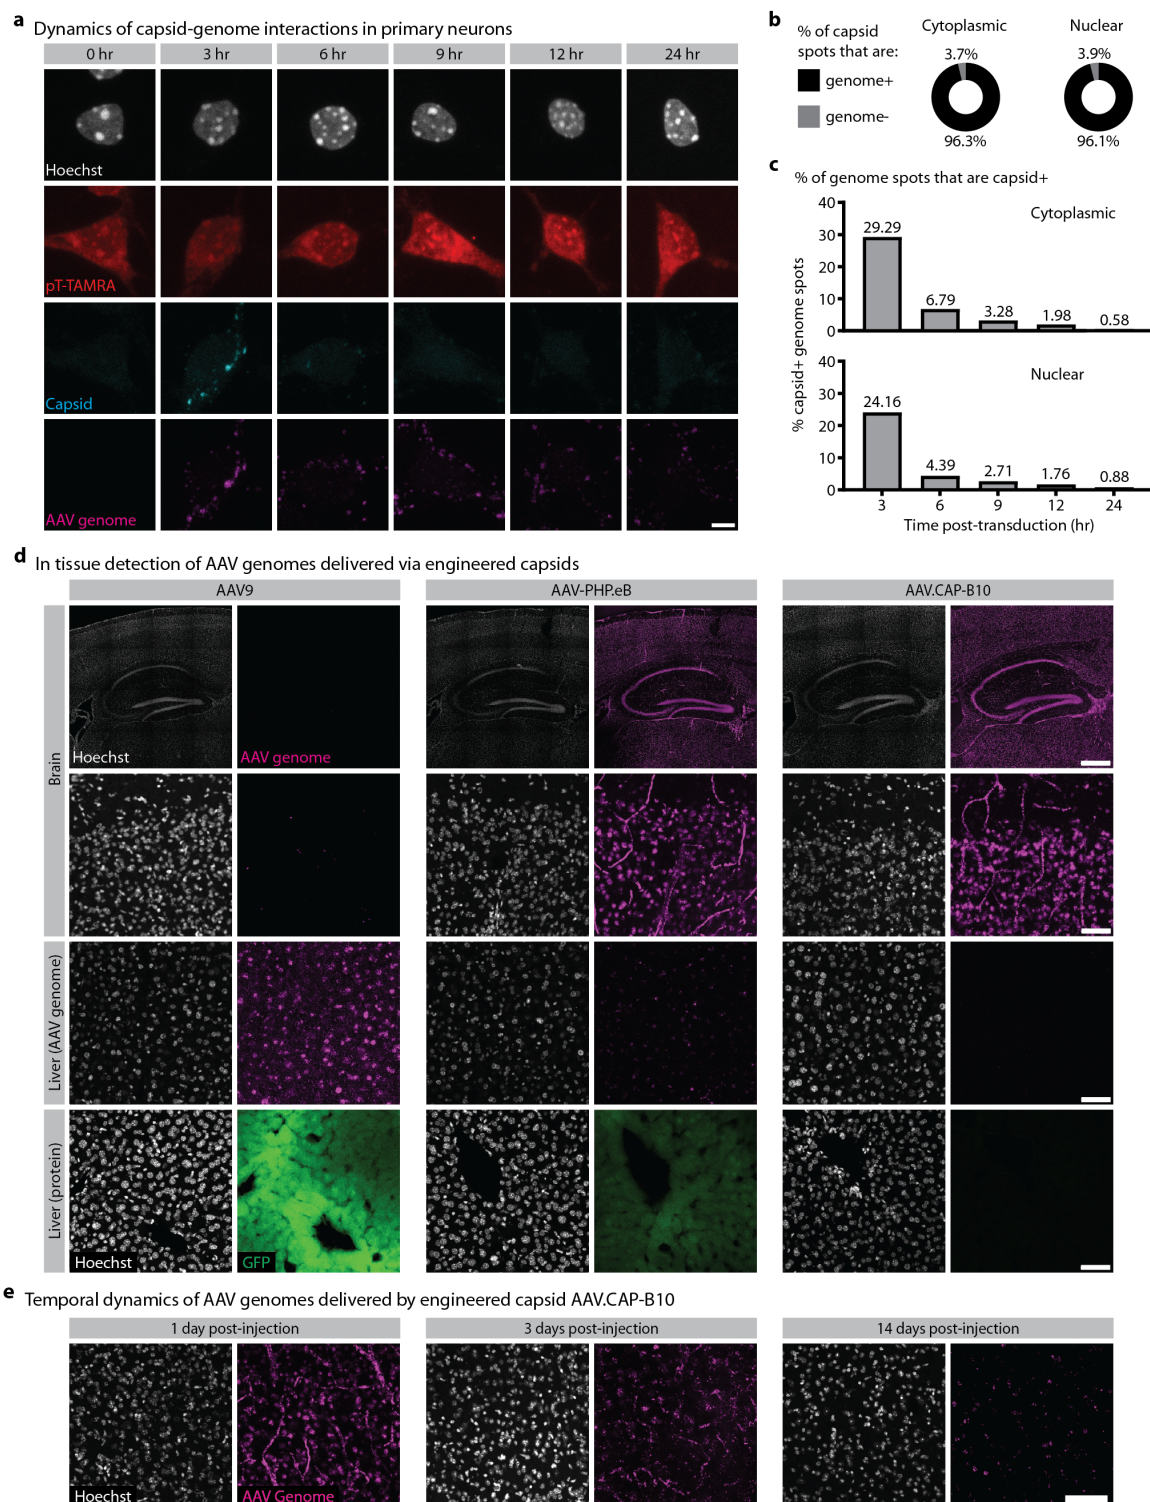 a Dynamics of capsid-genome interactions in primary neurons
0 hr 3 hr 6 hr 9 hr 12 hr 24 hr
Hoechst
pT-TAMRA
Capsid
AAV genome
b % of capsid spots that are:
genome+
genome-
Cytoplasmic
3.7%
96.3%
Nuclear
3.9%
96.1%
c % of genome spots that are capsid+
% capsid+ genome spots
Cytoplasmic
40
30
20
10
0
29.29 6.79 3.28 1.98 0.58
Nuclear
40
30
20
10
0
24.16 4.39 2.71 1.76 0.88
3 6 9 12 24
Time post-transduction (hr)
d In tissue detection of AAV genomes delivered via engineered capsids
AAV9 AAV-PHP.eB AAV.CAP-B10
Brain
Hoechst AAV genome
Liver (AAV genome)
Liver (protein)
Hoechst GFP
e Temporal dynamics of AAV genomes delivered by engineered capsid AAV.CAP-B10
1 day post-injection 3 days post-injection 14 days post-injection
Hoechst AAV Genome